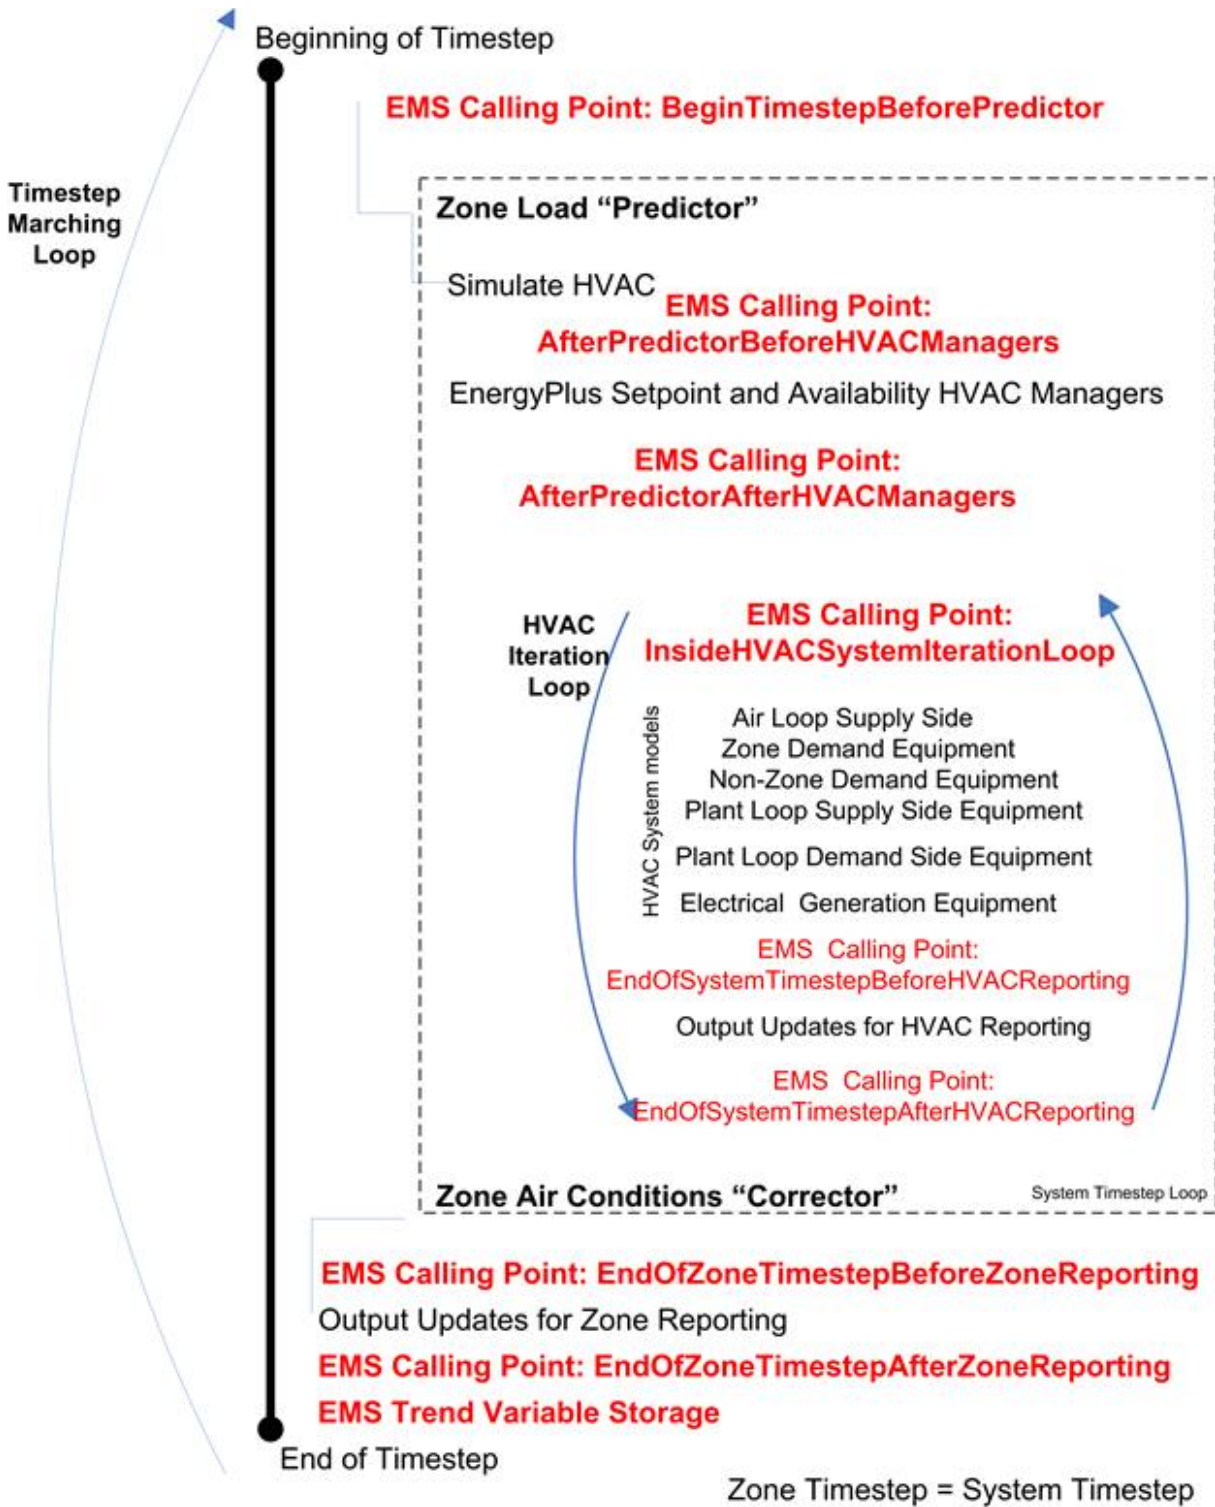 Beginning of Timestep
EMS Calling Point: BeginTimestepBeforePredictor
Timestep
Marching
Loop
Zone Load “Predictor”
Simulate HVAC
EMS Calling Point:
AfterPredictorBeforeHVACManagers
EnergyPlus Setpoint and Availability HVAC Managers
EMS Calling Point:
AfterPredictorAfterHVACManagers
HVAC
Iteration
Loop
EMS Calling Point:
InsideHVACSystemIterationLoop
HVAC System models
Air Loop Supply Side
Zone Demand Equipment
Non-Zone Demand Equipment
Plant Loop Supply Side Equipment
Plant Loop Demand Side Equipment
Electrical Generation Equipment
EMS Calling Point:
EndOfSystemTimestepBeforeHVACReporting
Output Updates for HVAC Reporting
EMS Calling Point:
EndOfSystemTimestepAfterHVACReporting
Zone Air Conditions “Corrector”
System Timestep Loop
EMS Calling Point: EndOfZoneTimestepBeforeZoneReporting
Output Updates for Zone Reporting
EMS Calling Point: EndOfZoneTimestepAfterZoneReporting
EMS Trend Variable Storage
End of Timestep
Zone Timestep = System Timestep